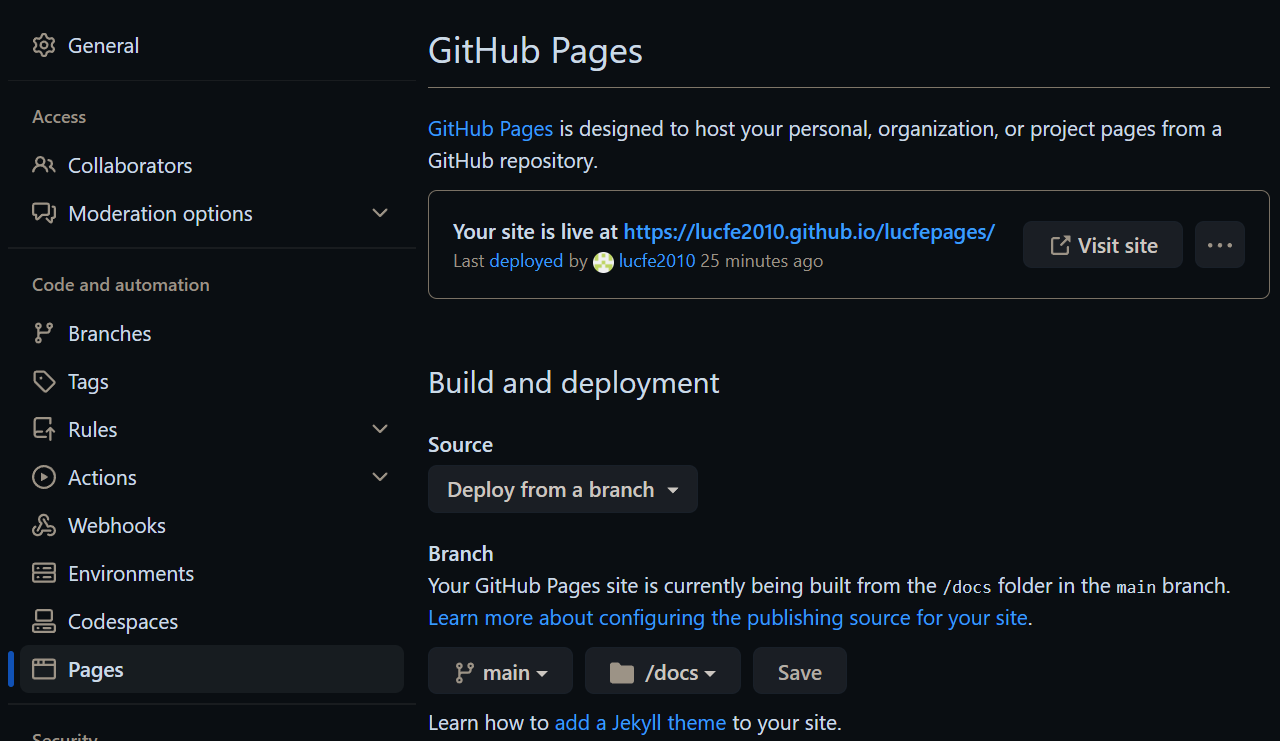 General
Access
Collaborators
Moderation options
Code and automation
Branches
Tags
Rules
Actions
Webhooks
Environments
Codespaces
Pages
Security
GitHub Pages
GitHub Pages is designed to host your personal, organization, or project pages from a
GitHub repository.
Your site is live at https://lucfe2010.github.io/lucfepages/
Last deployed by lucfe2010 25 minutes ago
Visit site
Build and deployment
Source
Deploy from a branch
Branch
Your GitHub Pages site is currently being built from the /docs folder in the main branch.
Learn more about configuring the publishing source for your site.
main
/docs
Save
Learn how to add a Jekyll theme to your site.